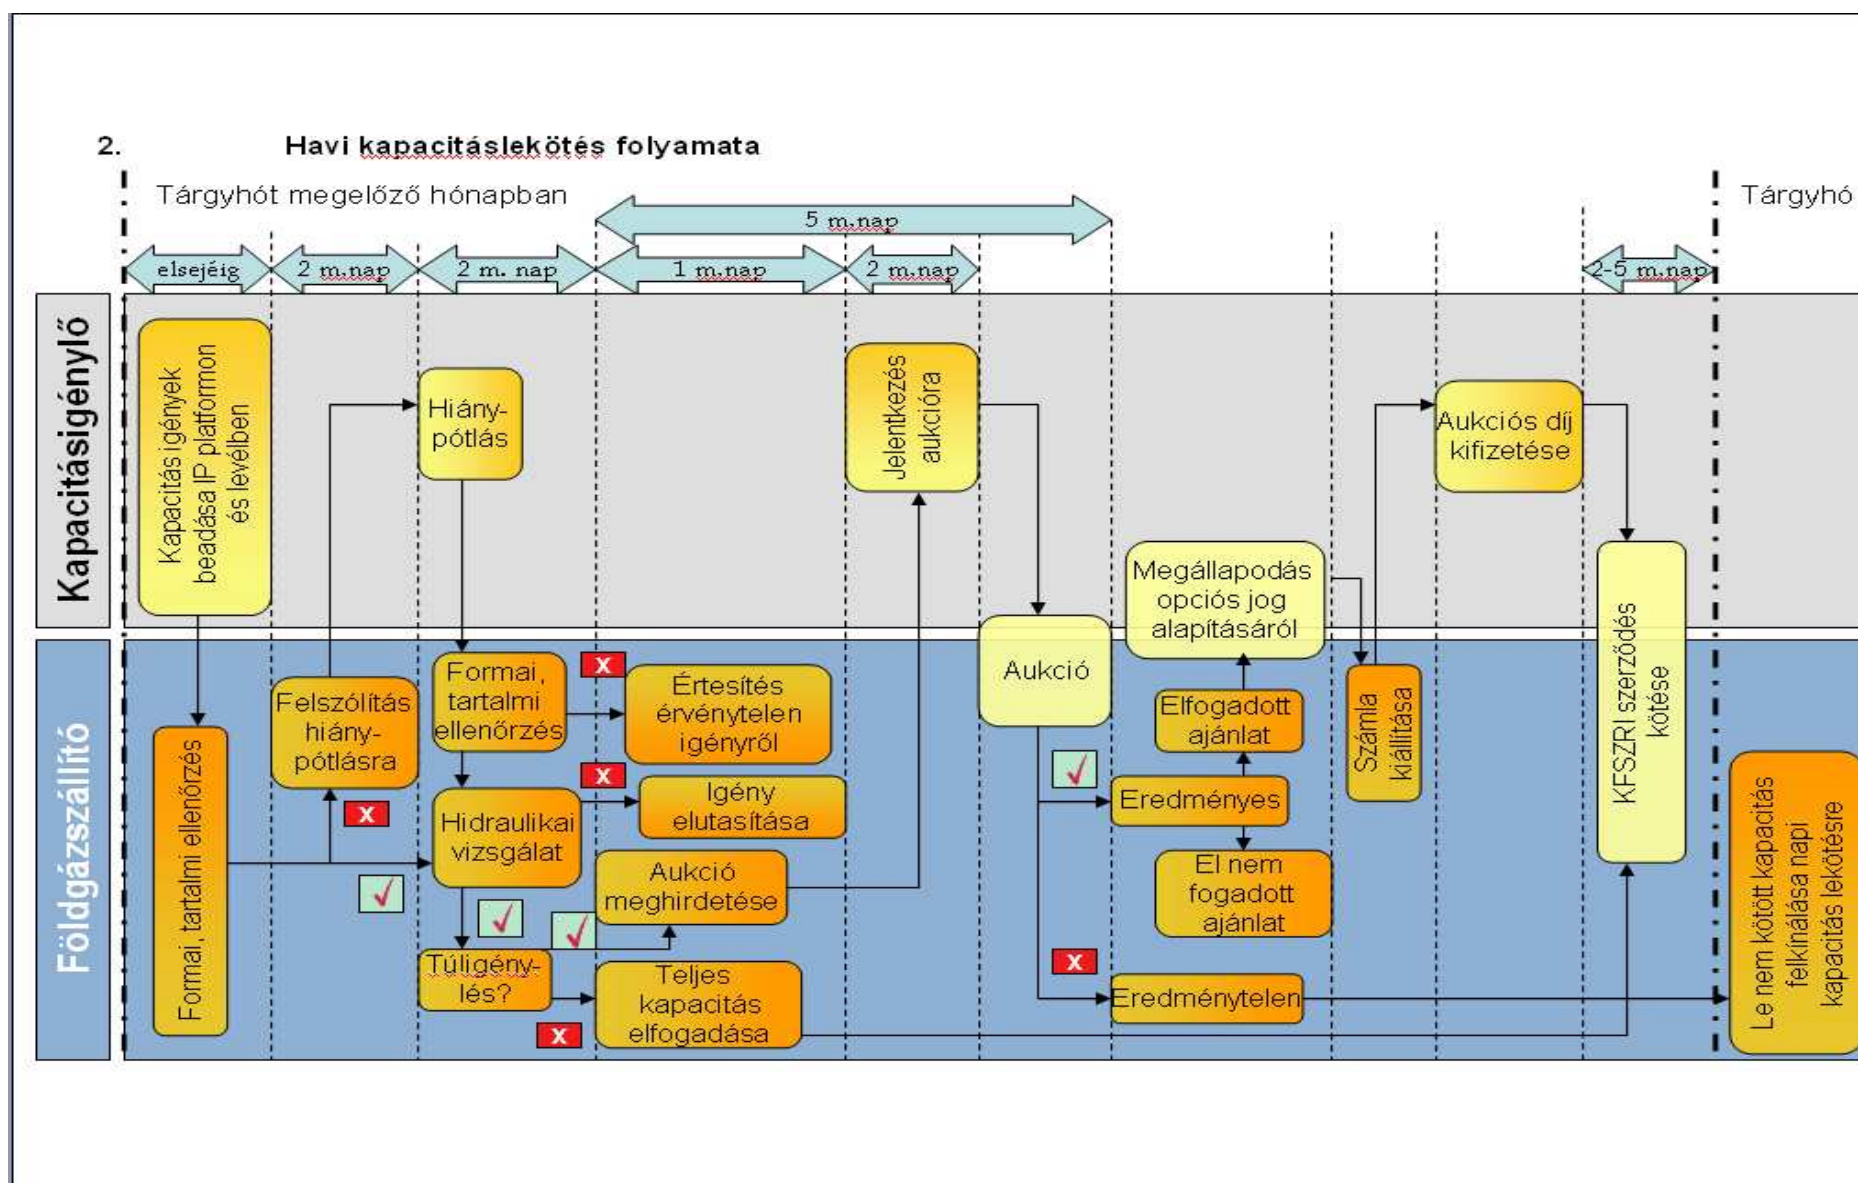 2. Havi kapacitáslekötés folyamata
Tárgyhót megelőző hónapban
Tárgyhó
5 m.nap
elsejéig
2 m.nap
2 m. nap
1 m.nap
2 m.nap
2-5 m.nap
Kapacitásigénylő
Kapacitás igények
beadása IP platformon
és levélben
Hiány-
pótlás
Jelentkezés
aukcióra
Aukciós díj
kifizetése
Megállapodás
opciós jog
alapításáról
Aukció
KFSZRI szerződés
kötése
Földgázszállító
Formai, tartalmi ellenőrzés
Felszólítás
hiány-
pótlásra
X
Formai,
tartalmi
ellenőrzés
X
Értesítés
érvénytelen
igényről
Hidraulikai
vizsgálat
X
Igény
elutasítása
Aukció
meghirdetése
Túligény-
lés?
X
Teljes
kapacitás
elfogadása
Elfogadott
ajánlat
Eredményes
El nem
fogadott
ajánlat
X
Eredménytelen
Számla
kiállítása
Le nem kötött kapacitás
felkínálása napi
kapacitás lekötésre